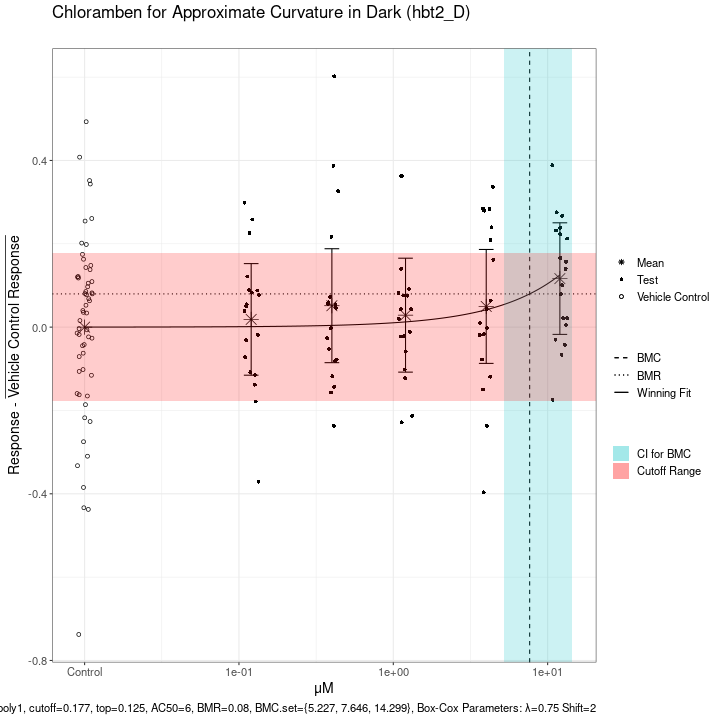 Chloramben for Approximate Curvature in Dark (hbt2_D)
Response - Vehicle Control Response
0.4
0.0
-0.4
-0.8
Control
1e-01
1e+00
1e+01
µM
Mean
Test
Vehicle Control
BMC
BMR
Winning Fit
CI for BMC
Cutoff Range
poly1, cutoff=0.177, top=0.125, AC50=6, BMR=0.08, BMC.set={5.227, 7.646, 14.299}, Box-Cox Parameters: λ=0.75 Shift=2